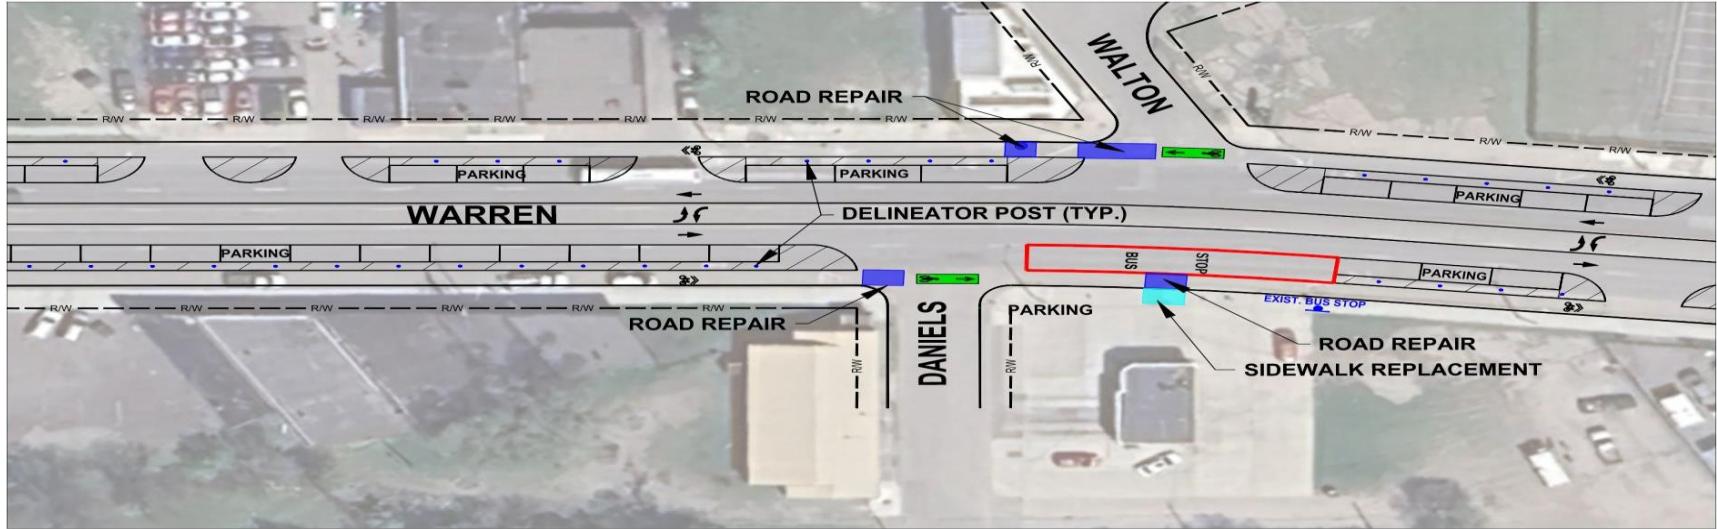 WALTON
R/W
R/W
ROAD REPAIR
R/W
R/W
R/W
R/W
R/W
R/W
R/W
R/W
R/W
R/W
PARKING
PARKING
PARKING
WARREN
DELINEATOR POST (TYP.)
PARKING
BUS
STOP
PARKING
EXIST. BUS STOP
R/W
R/W
R/W
R/W
R/W
R/W
PARKING
ROAD REPAIR
DANIELS
ROAD REPAIR
R/W
R/W
SIDEWALK REPLACEMENT